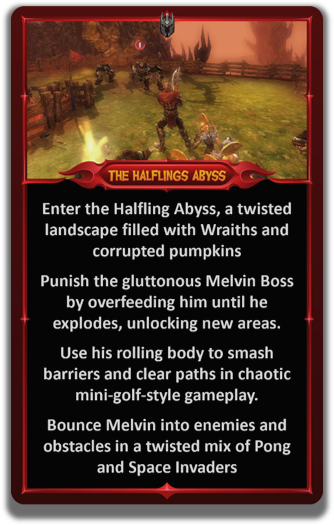 THE HALFLINGS ABYSS
Enter the Halfling Abyss, a twisted
landscape filled with Wraiths and
corrupted pumpkins
Punish the gluttonous Melvin Boss
by overfeeding him until he
explodes, unlocking new areas.
Use his rolling body to smash
barriers and clear paths in chaotic
mini-golf-style gameplay.
Bounce Melvin into enemies and
obstacles in a twisted mix of Pong
and Space Invaders